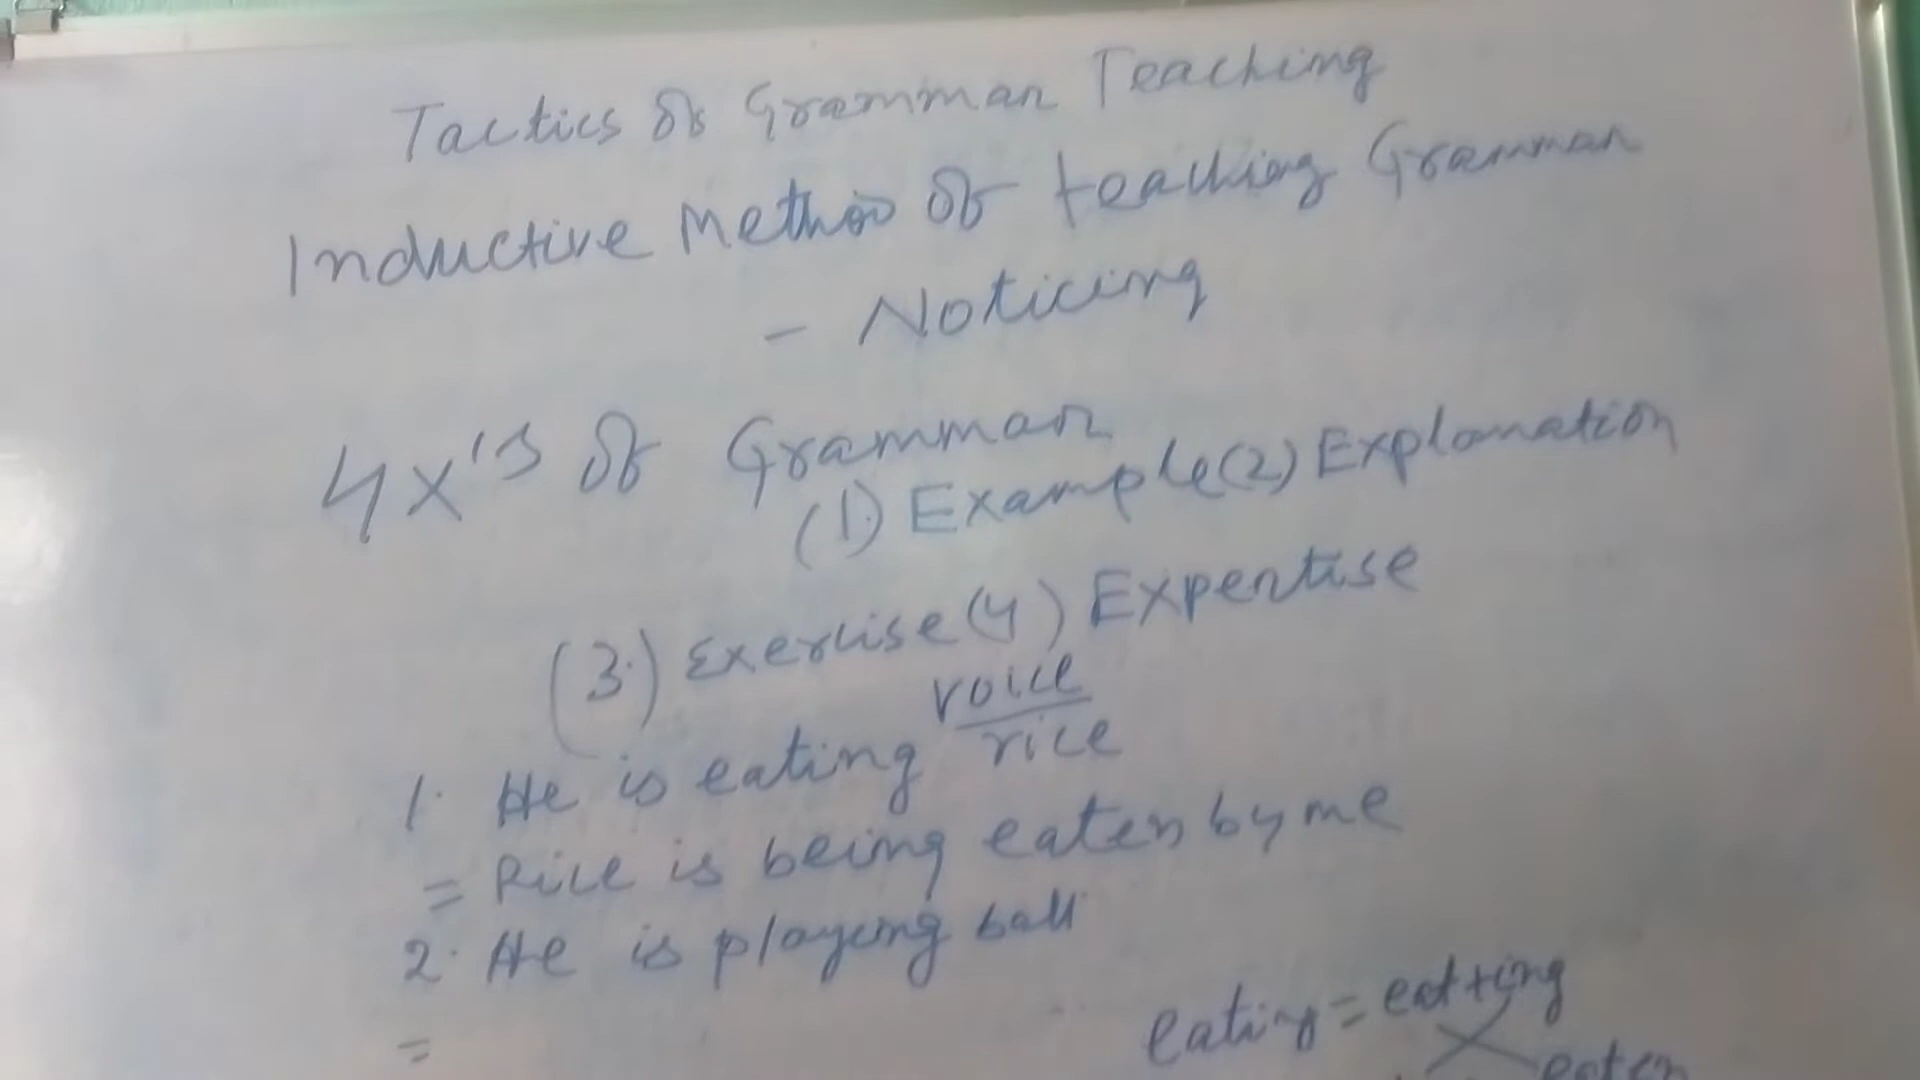 Tactics of Grammar Teaching
Inductive Method of teaching Grammar
- Noticing
4x's of Grammar
(1.) Example (2) Explanation
(3.) Exercise (4) Expertise
voice
1. He is eating rice
= Rice is being eaten by me
2. He is playing ball
=
eating = eat+ing
eaten